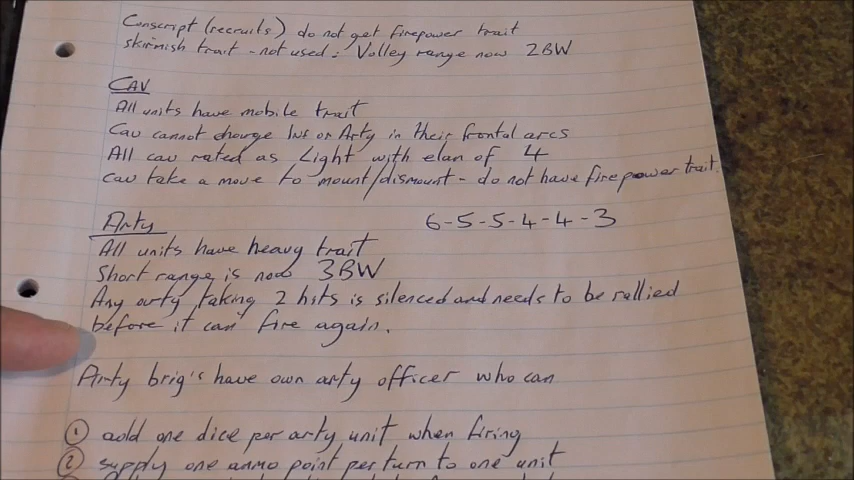 Conscript (recruits) do not get firepower trait
skirmish trait - not used : Volley range now 2BW
CAV
All units have mobile trait
Cav cannot charge Inf or Arty in their frontal arcs
All cav rated as Light with elan of 4
Cav take a move to mount/dismount - do not have firepower trait.
Arty 6-5-5-4-4-3
All units have heavy trait
Short range is now 3BW
Any arty taking 2 hits is silenced and needs to be rallied
before it can fire again.
Arty brig's have own arty officer who can
① add one dice per arty unit when firing
② supply one ammo point per turn to one unit